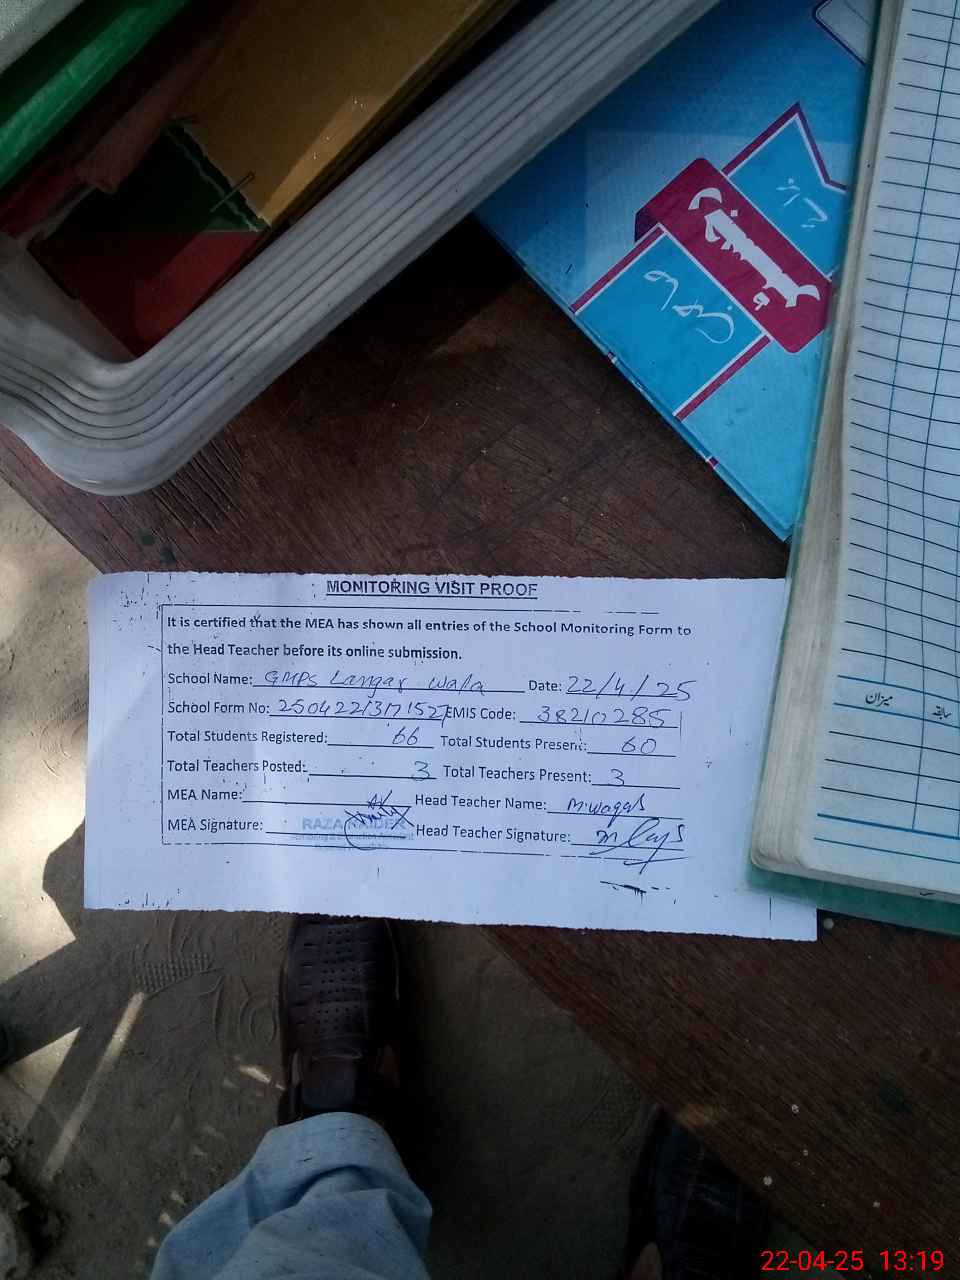 MONITORING VISIT PROOF
It is certified that the MEA has shown all entries of the School Monitoring Form to
the Head Teacher before its online submission.
School Name: GMPS Langar wala Date: 22/4/25
School Form No: EMIS Code: 38210285
Total Students Registered: 66 Total Students Present: 60
Total Teachers Posted: 3 Total Teachers Present: 3
MEA Name: Head Teacher Name: M.waqas
MEA Signature: RAZA HAIDER Head Teacher Signature:
میزان
سابقہ
22-04-25 13:19